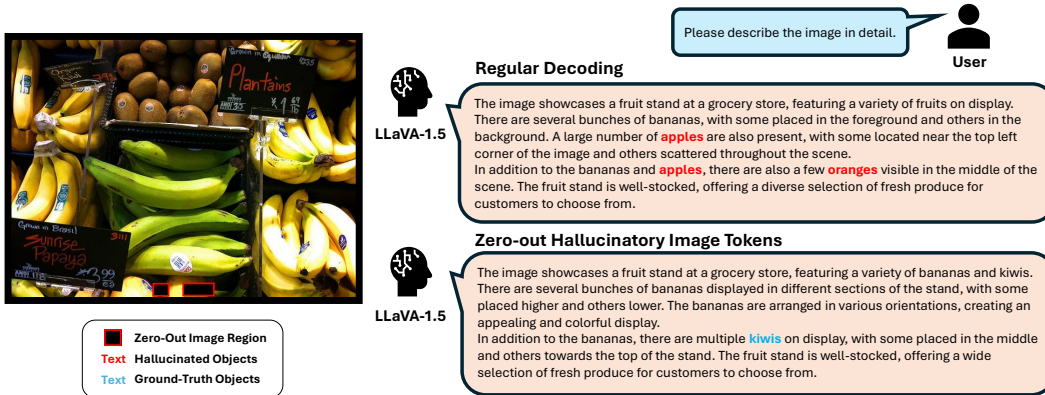 Please describe the image in detail.
User
Regular Decoding
LLaVA-1.5
The image showcases a fruit stand at a grocery store, featuring a variety of fruits on display.
There are several bunches of bananas, with some placed in the foreground and others in the
background. A large number of apples are also present, with some located near the top left
corner of the image and others scattered throughout the scene.
In addition to the bananas and apples, there are also a few oranges visible in the middle of the
scene. The fruit stand is well-stocked, offering a diverse selection of fresh produce for
customers to choose from.
Zero-out Hallucinatory Image Tokens
LLaVA-1.5
The image showcases a fruit stand at a grocery store, featuring a variety of bananas and kiwis.
There are several bunches of bananas displayed in different sections of the stand, with some
placed higher and others lower. The bananas are arranged in various orientations, creating an
appealing and colorful display.
In addition to the bananas, there are multiple kiwis on display, with some placed in the middle
and others towards the top of the stand. The fruit stand is well-stocked, offering a wide
selection of fresh produce for customers to choose from.
Grown in
4235
Plantains
Grown in Brasil
3111
Sunrise
Papaya
3.99
Zero-Out Image Region
Text Hallucinated Objects
Text Ground-Truth Objects